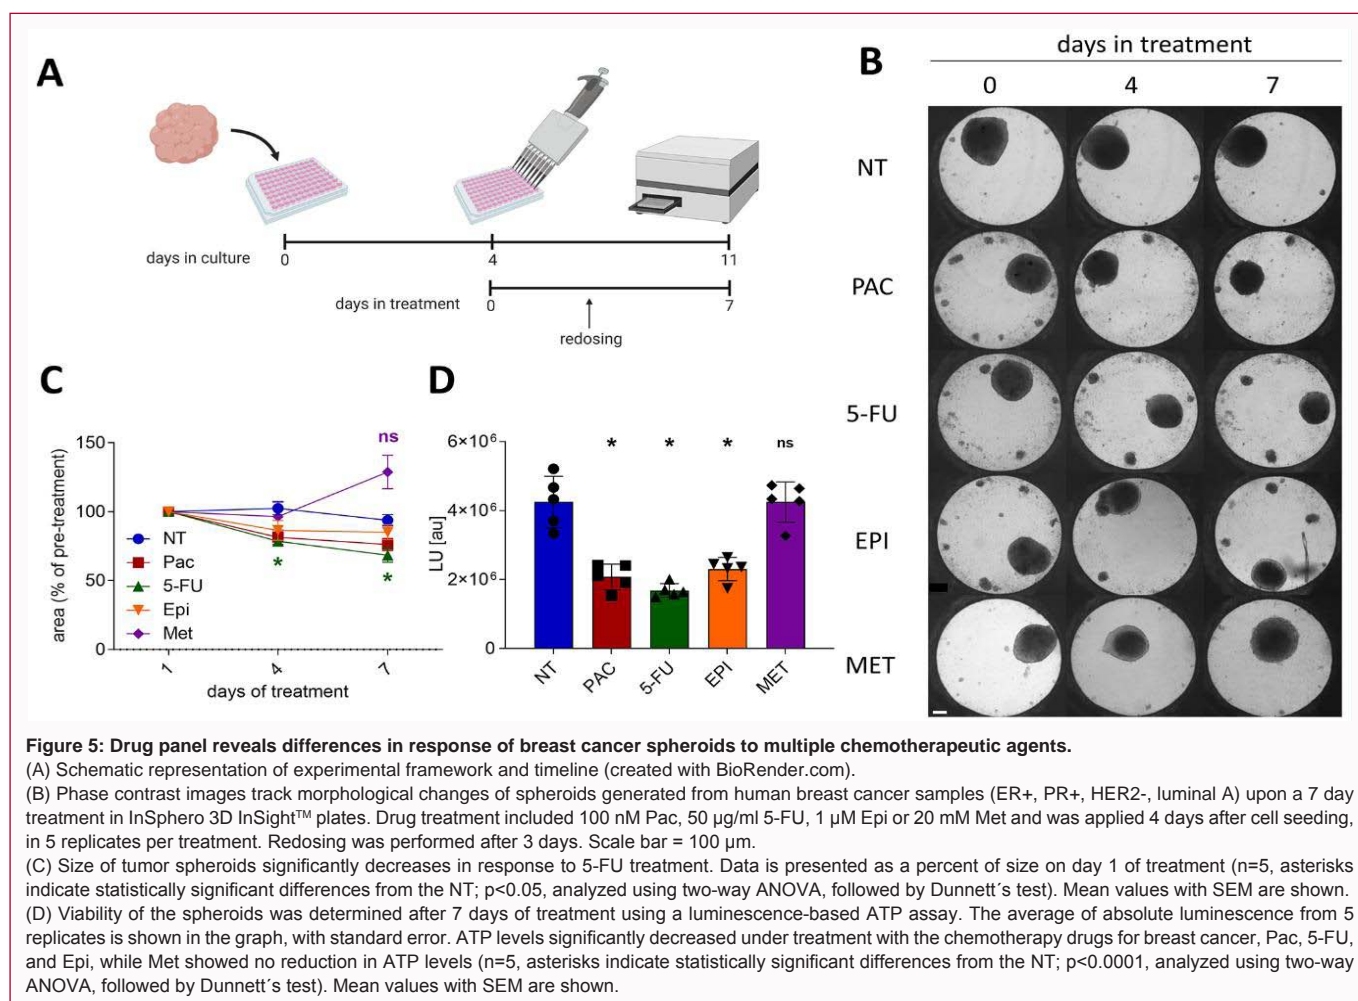 A
days in culture
0
4
11
days in treatment
0
7
redosing
B
days in treatment
0
4
7
NT
PAC
5-FU
EPI
MET
C
area (% of pre-treatment)
150
100
50
0
ns
*
*
NT
Pac
5-FU
Epi
Met
1
4
7
days of treatment
D
LU [au]
6×10⁶
4×10⁶
2×10⁶
0
*
*
*
ns
NT
PAC
5-FU
EPI
MET
Figure 5: Drug panel reveals differences in response of breast cancer spheroids to multiple chemotherapeutic agents.
(A) Schematic representation of experimental framework and timeline (created with BioRender.com).
(B) Phase contrast images track morphological changes of spheroids generated from human breast cancer samples (ER+, PR+, HER2-, luminal A) upon a 7 day
treatment in InSphero 3D InSight™ plates. Drug treatment included 100 nM Pac, 50 µg/ml 5-FU, 1 µM Epi or 20 mM Met and was applied 4 days after cell seeding,
in 5 replicates per treatment. Redosing was performed after 3 days. Scale bar = 100 µm.
(C) Size of tumor spheroids significantly decreases in response to 5-FU treatment. Data is presented as a percent of size on day 1 of treatment (n=5, asterisks
indicate statistically significant differences from the NT; p<0.05, analyzed using two-way ANOVA, followed by Dunnett´s test). Mean values with SEM are shown.
(D) Viability of the spheroids was determined after 7 days of treatment using a luminescence-based ATP assay. The average of absolute luminescence from 5
replicates is shown in the graph, with standard error. ATP levels significantly decreased under treatment with the chemotherapy drugs for breast cancer, Pac, 5-FU,
and Epi, while Met showed no reduction in ATP levels (n=5, asterisks indicate statistically significant differences from the NT; p<0.0001, analyzed using two-way
ANOVA, followed by Dunnett´s test). Mean values with SEM are shown.